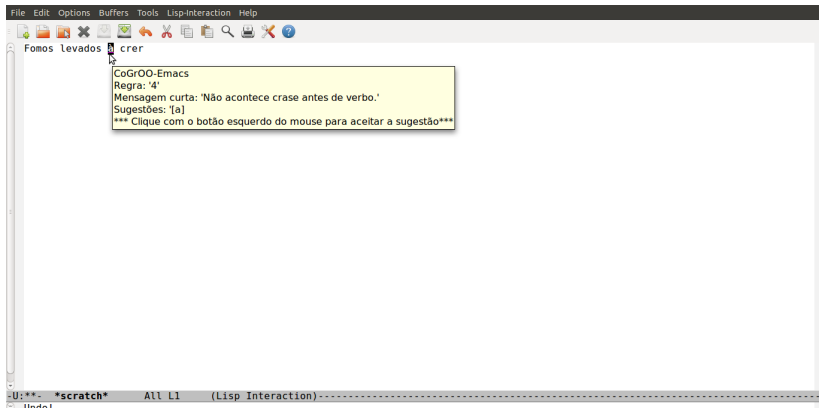 File Edit Options Buffers Tools Lisp-Interaction Help
Fomos levados à crer
CoGrOO-Emacs
Regra: '4'
Mensagem curta: 'Não acontece crase antes de verbo.'
Sugestões: '[a]
*** Clique com o botão esquerdo do mouse para aceitar a sugestão***
-U:**-  *scratch*      All L1     (Lisp Interaction)--------------------------------------------------------------------------------
Undo!